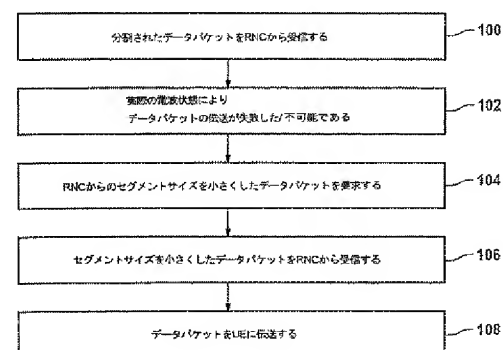 分割されたデータパケットをRNCから受信する
100
実際の電波状態により
データパケットの伝送が失敗した/不可能である
102
RNCからのセグメントサイズを小さくしたデータパケットを要求する
104
セグメントサイズを小さくしたデータパケットをRNCから受信する
106
データパケットをUEに伝送する
108